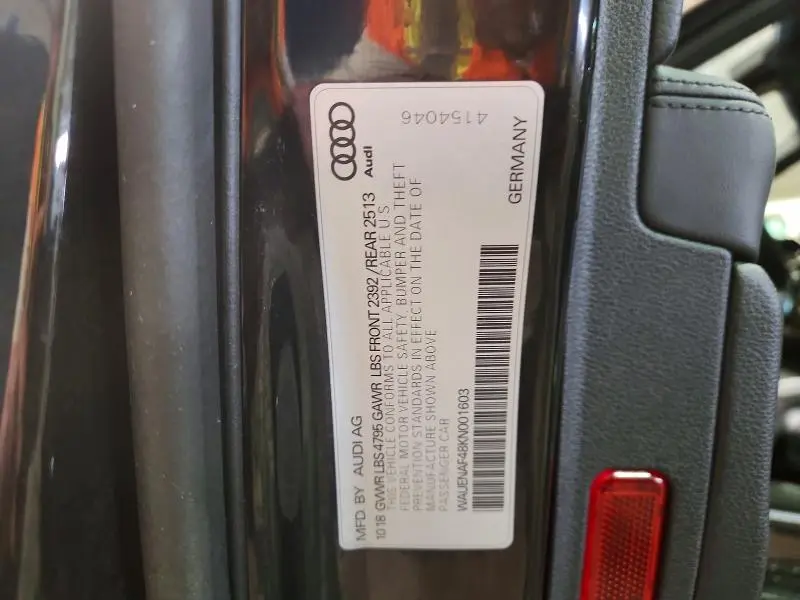 MFD. BY AUDI AG
10 18 GVWR LBS 4795 GAWR LBS FRONT 2392 /REAR 2513
THIS VEHICLE CONFORMS TO ALL APPLICABLE U S
FEDERAL MOTOR VEHICLE SAFETY, BUMPER AND THEFT
PREVENTION STANDARDS IN EFFECT ON THE DATE OF
MANUFACTURE SHOWN ABOVE
PASSENGER CAR
WAUENAF48KN001603
Audi
GERMANY
4154046